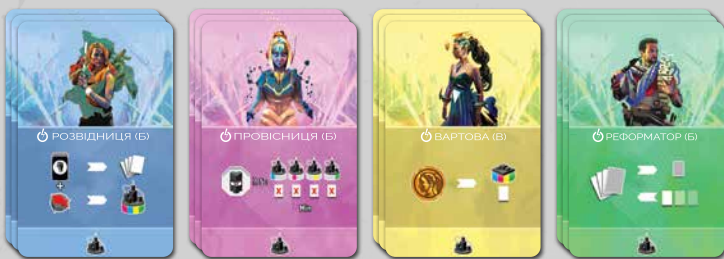 РОЗВІДНИЦЯ (Б)
ПРОВІСНИЦЯ (Б)
ВАРТОВА (В)
РЕФОРМАТОР (Б)